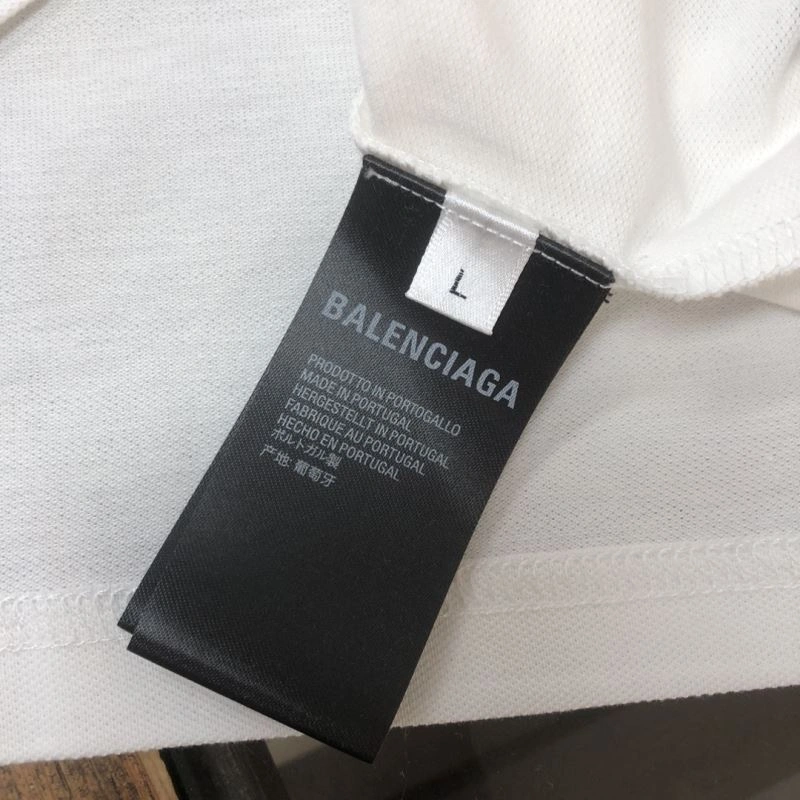 L
BALENCIAGA
PRODOTTO IN PORTOGALLO
MADE IN PORTUGAL
HERGESTELLT IN PORTUGAL
FABRIQUE AU PORTUGAL
HECHO EN PORTUGAL
ポルトガル製
产地: 葡萄牙